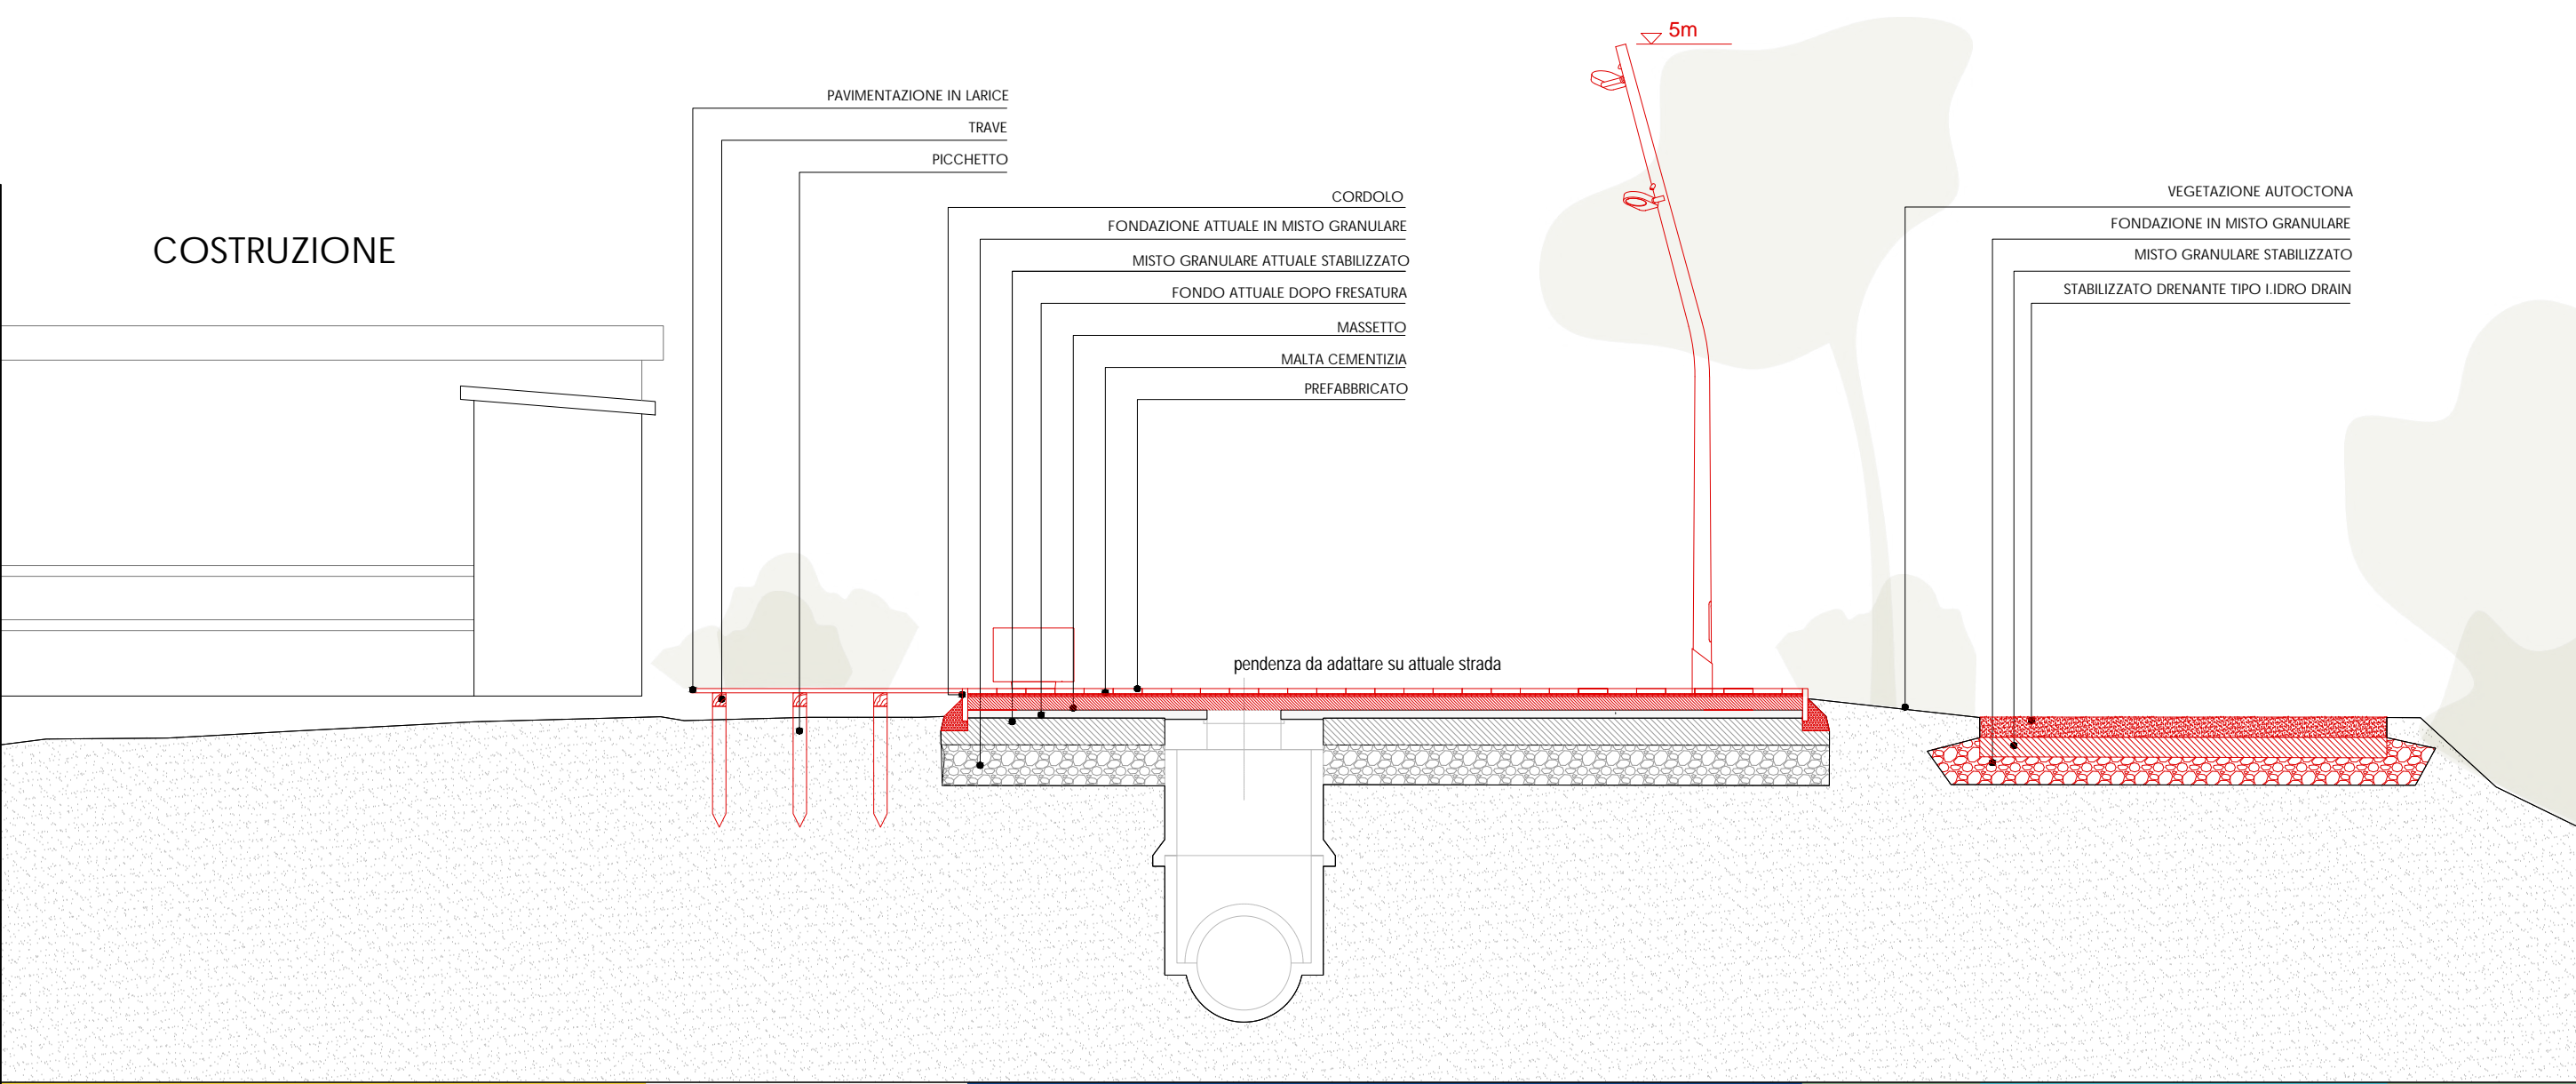 5m
PAVIMENTAZIONE IN LARICE
TRAVE
PICCHETTO
CORDOLO
FONDAZIONE ATTUALE IN MISTO GRANULARE
MISTO GRANULARE ATTUALE STABILIZZATO
FONDO ATTUALE DOPO FRESATURA
MASSETTO
MALTA CEMENTIZIA
PREFABBRICATO
VEGETAZIONE AUTOCTONA
FONDAZIONE IN MISTO GRANULARE
MISTO GRANULARE STABILIZZATO
STABILIZZATO DRENANTE TIPO I.IDRO DRAIN
COSTRUZIONE
pendenza da adattare su attuale strada